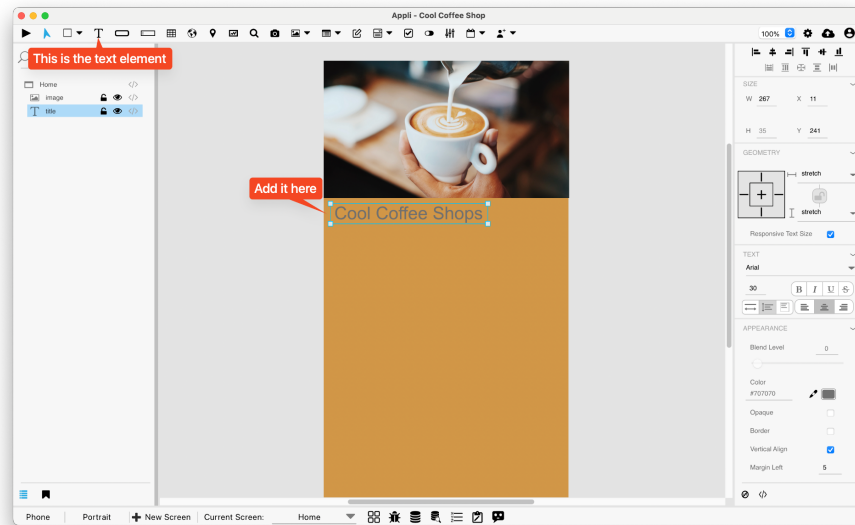 Appli - Cool Coffee Shop
100%
This is the text element
Home
image
title
Add it here
Cool Coffee Shops
SIZE
W 267 X 11
H 35 Y 241
GEOMETRY
stretch
stretch
Responsive Text Size
TEXT
Arial
30 B I U S
APPEARANCE
Blend Level 0
Color
#707070
Opaque
Border
Vertical Align
Margin Left 5
Phone Portrait New Screen Current Screen: Home